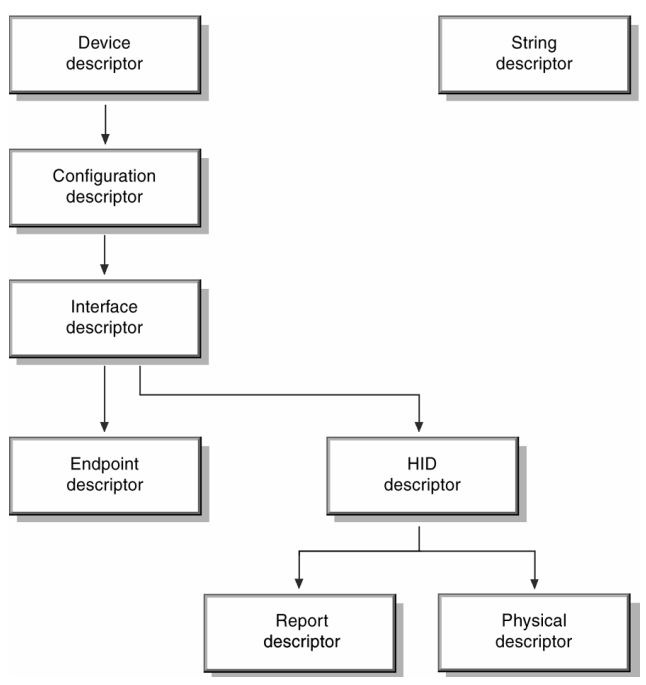 Device
descriptor
String
descriptor
Configuration
descriptor
Interface
descriptor
Endpoint
descriptor
HID
descriptor
Report
descriptor
Physical
descriptor